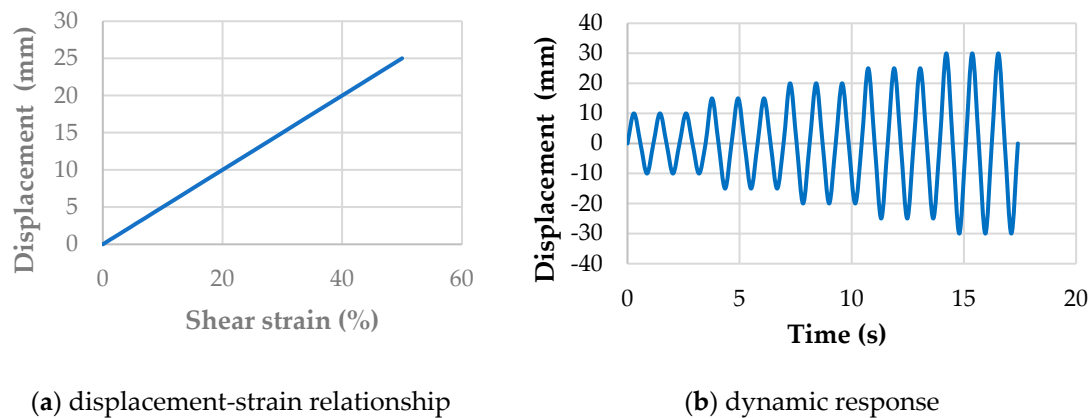 30
25
20
15
10
5
0
0 20 40 60
Displacement (mm)
Shear strain (%)
(a) displacement-strain relationship
40
30
20
10
0
-10
-20
-30
-40
0 5 10 15 20
Displacement (mm)
Time (s)
(b) dynamic response